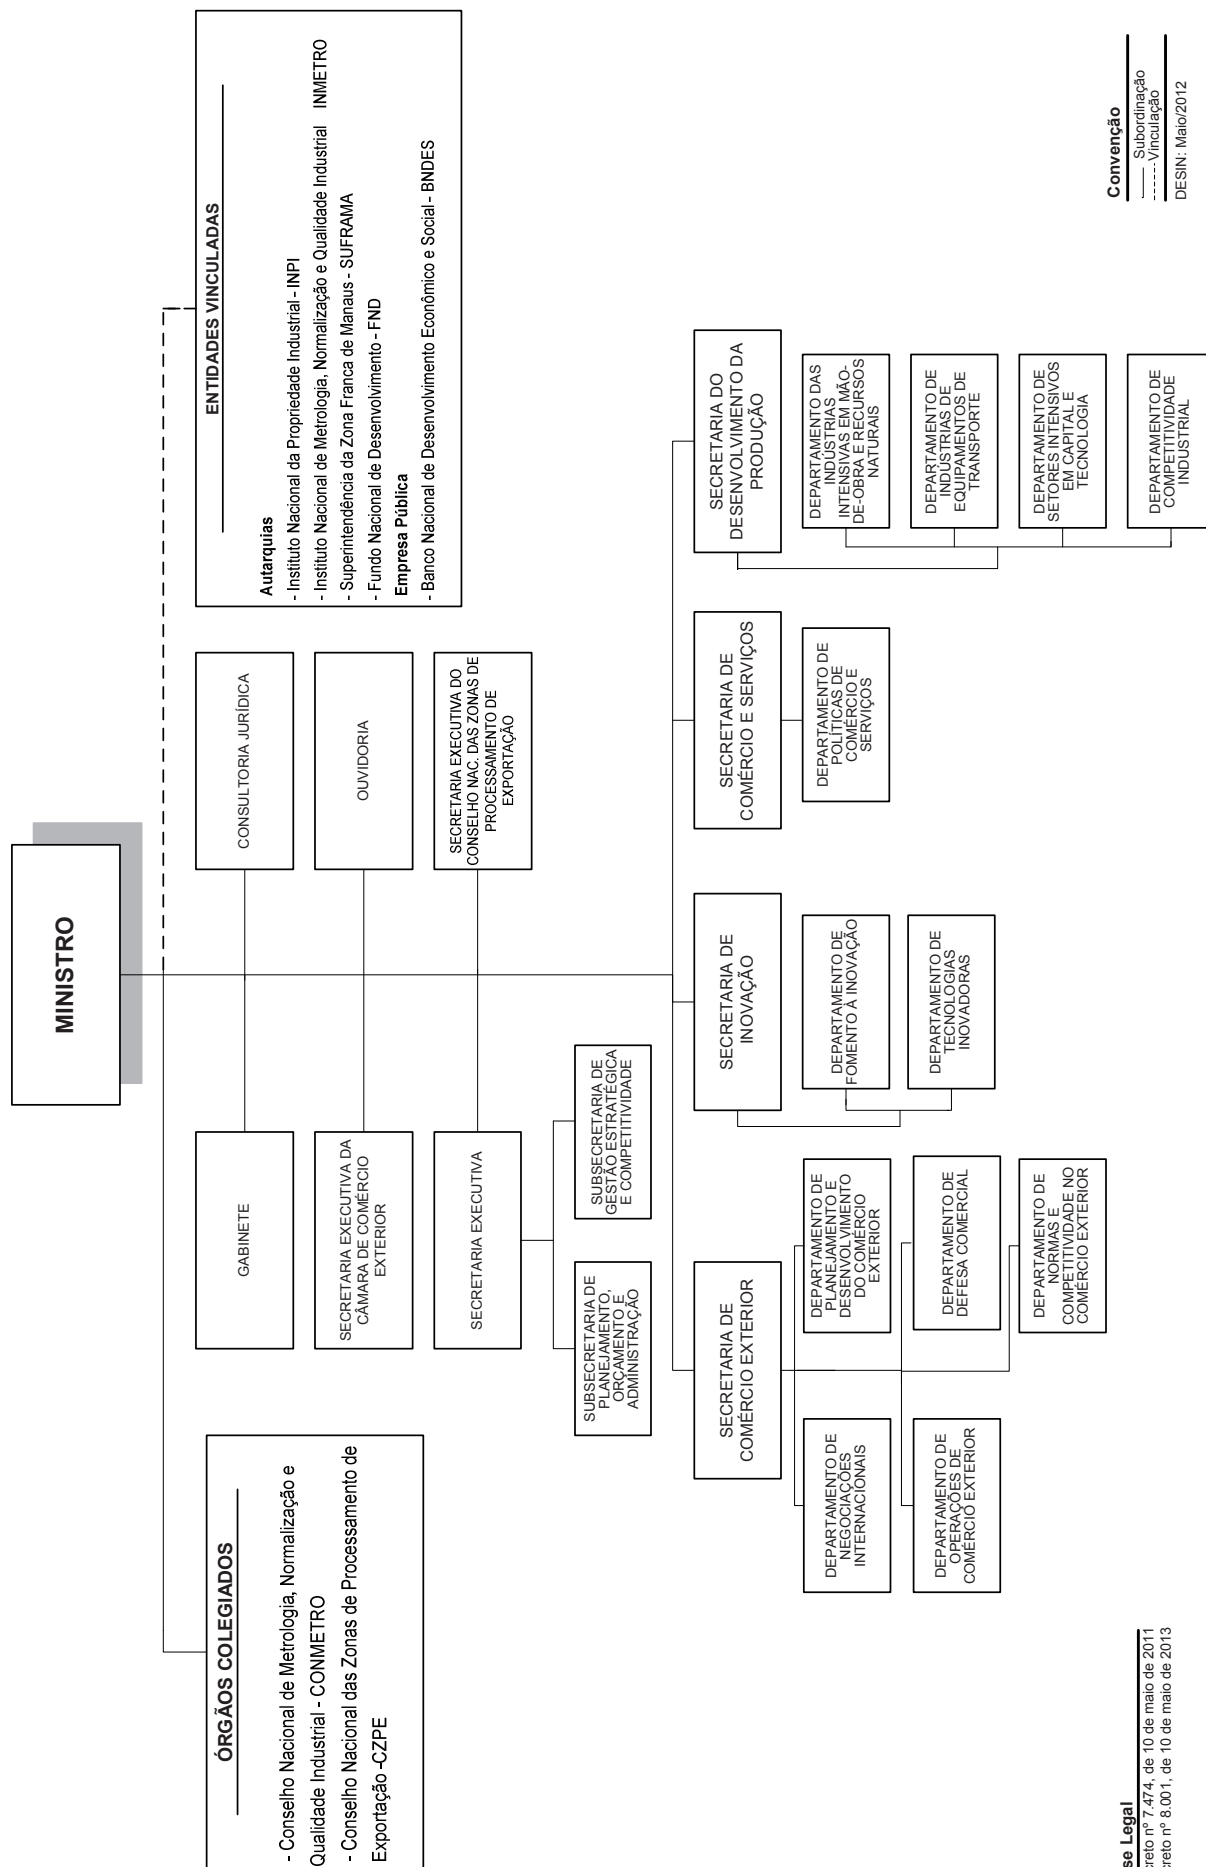 MINISTRO
ÓRGÃOS COLEGIADOS
- Conselho Nacional de Metrologia, Normalização e
Qualidade Industrial - CONMETRO
- Conselho Nacional das Zonas de Processamento de
Exportação -CZPE
GABINETE
CONSULTORIA JURÍDICA
SECRETARIA EXECUTIVA DA
CÂMARA DE COMÉRCIO
EXTERIOR
OUVIDORIA
SECRETARIA EXECUTIVA
SECRETARIA EXECUTIVA DO
CONSELHO NAC. DAS ZONAS DE
PROCESSAMENTO DE
EXPORTAÇÃO
SUBSECRETARIA DE
PLANEJAMENTO,
ORÇAMENTO E
ADMINISTRAÇÃO
SUBSECRETARIA DE
GESTÃO ESTRATÉGICA
E COMPETITIVIDADE
ENTIDADES VINCULADAS
Autarquias
- Instituto Nacional da Propriedade Industrial - INPI
- Instituto Nacional de Metrologia, Normalização e Qualidade Industrial INMETRO
- Superintendência da Zona Franca de Manaus - SUFRAMA
- Fundo Nacional de Desenvolvimento - FND
Empresa Pública
- Banco Nacional de Desenvolvimento Econômico e Social - BNDES
SECRETARIA DE
COMÉRCIO EXTERIOR
DEPARTAMENTO DE
NEGOCIAÇÕES
INTERNACIONAIS
DEPARTAMENTO DE
PLANEJAMENTO E
DESENVOLVIMENTO
DO COMÉRCIO
EXTERIOR
DEPARTAMENTO DE
OPERAÇÕES DE
COMÉRCIO EXTERIOR
DEPARTAMENTO DE
DEFESA COMERCIAL
DEPARTAMENTO DE
NORMAS E
COMPETITIVIDADE NO
COMÉRCIO EXTERIOR
SECRETARIA DE
INOVAÇÃO
DEPARTAMENTO DE
FOMENTO À INOVAÇÃO
DEPARTAMENTO DE
TECNOLOGIAS
INOVADORAS
SECRETARIA DE
COMÉRCIO E SERVIÇOS
DEPARTAMENTO DE
POLÍTICAS DE
COMÉRCIO E
SERVIÇOS
SECRETARIA DO
DESENVOLVIMENTO DA
PRODUÇÃO
DEPARTAMENTO DAS
INDÚSTRIAS
INTENSIVAS EM MÃO-
DE-OBRA E RECURSOS
NATURAIS
DEPARTAMENTO DE
INDÚSTRIAS DE
EQUIPAMENTOS DE
TRANSPORTE
DEPARTAMENTO DE
SETORES INTENSIVOS
EM CAPITAL E
TECNOLOGIA
DEPARTAMENTO DE
COMPETITIVIDADE
INDUSTRIAL
se Legal
creto nº 7.474, de 10 de maio de 2011
creto nº 8.001, de 10 de maio de 2013
Convenção
Subordinação
Vinculação
DESIN: Maio/2012